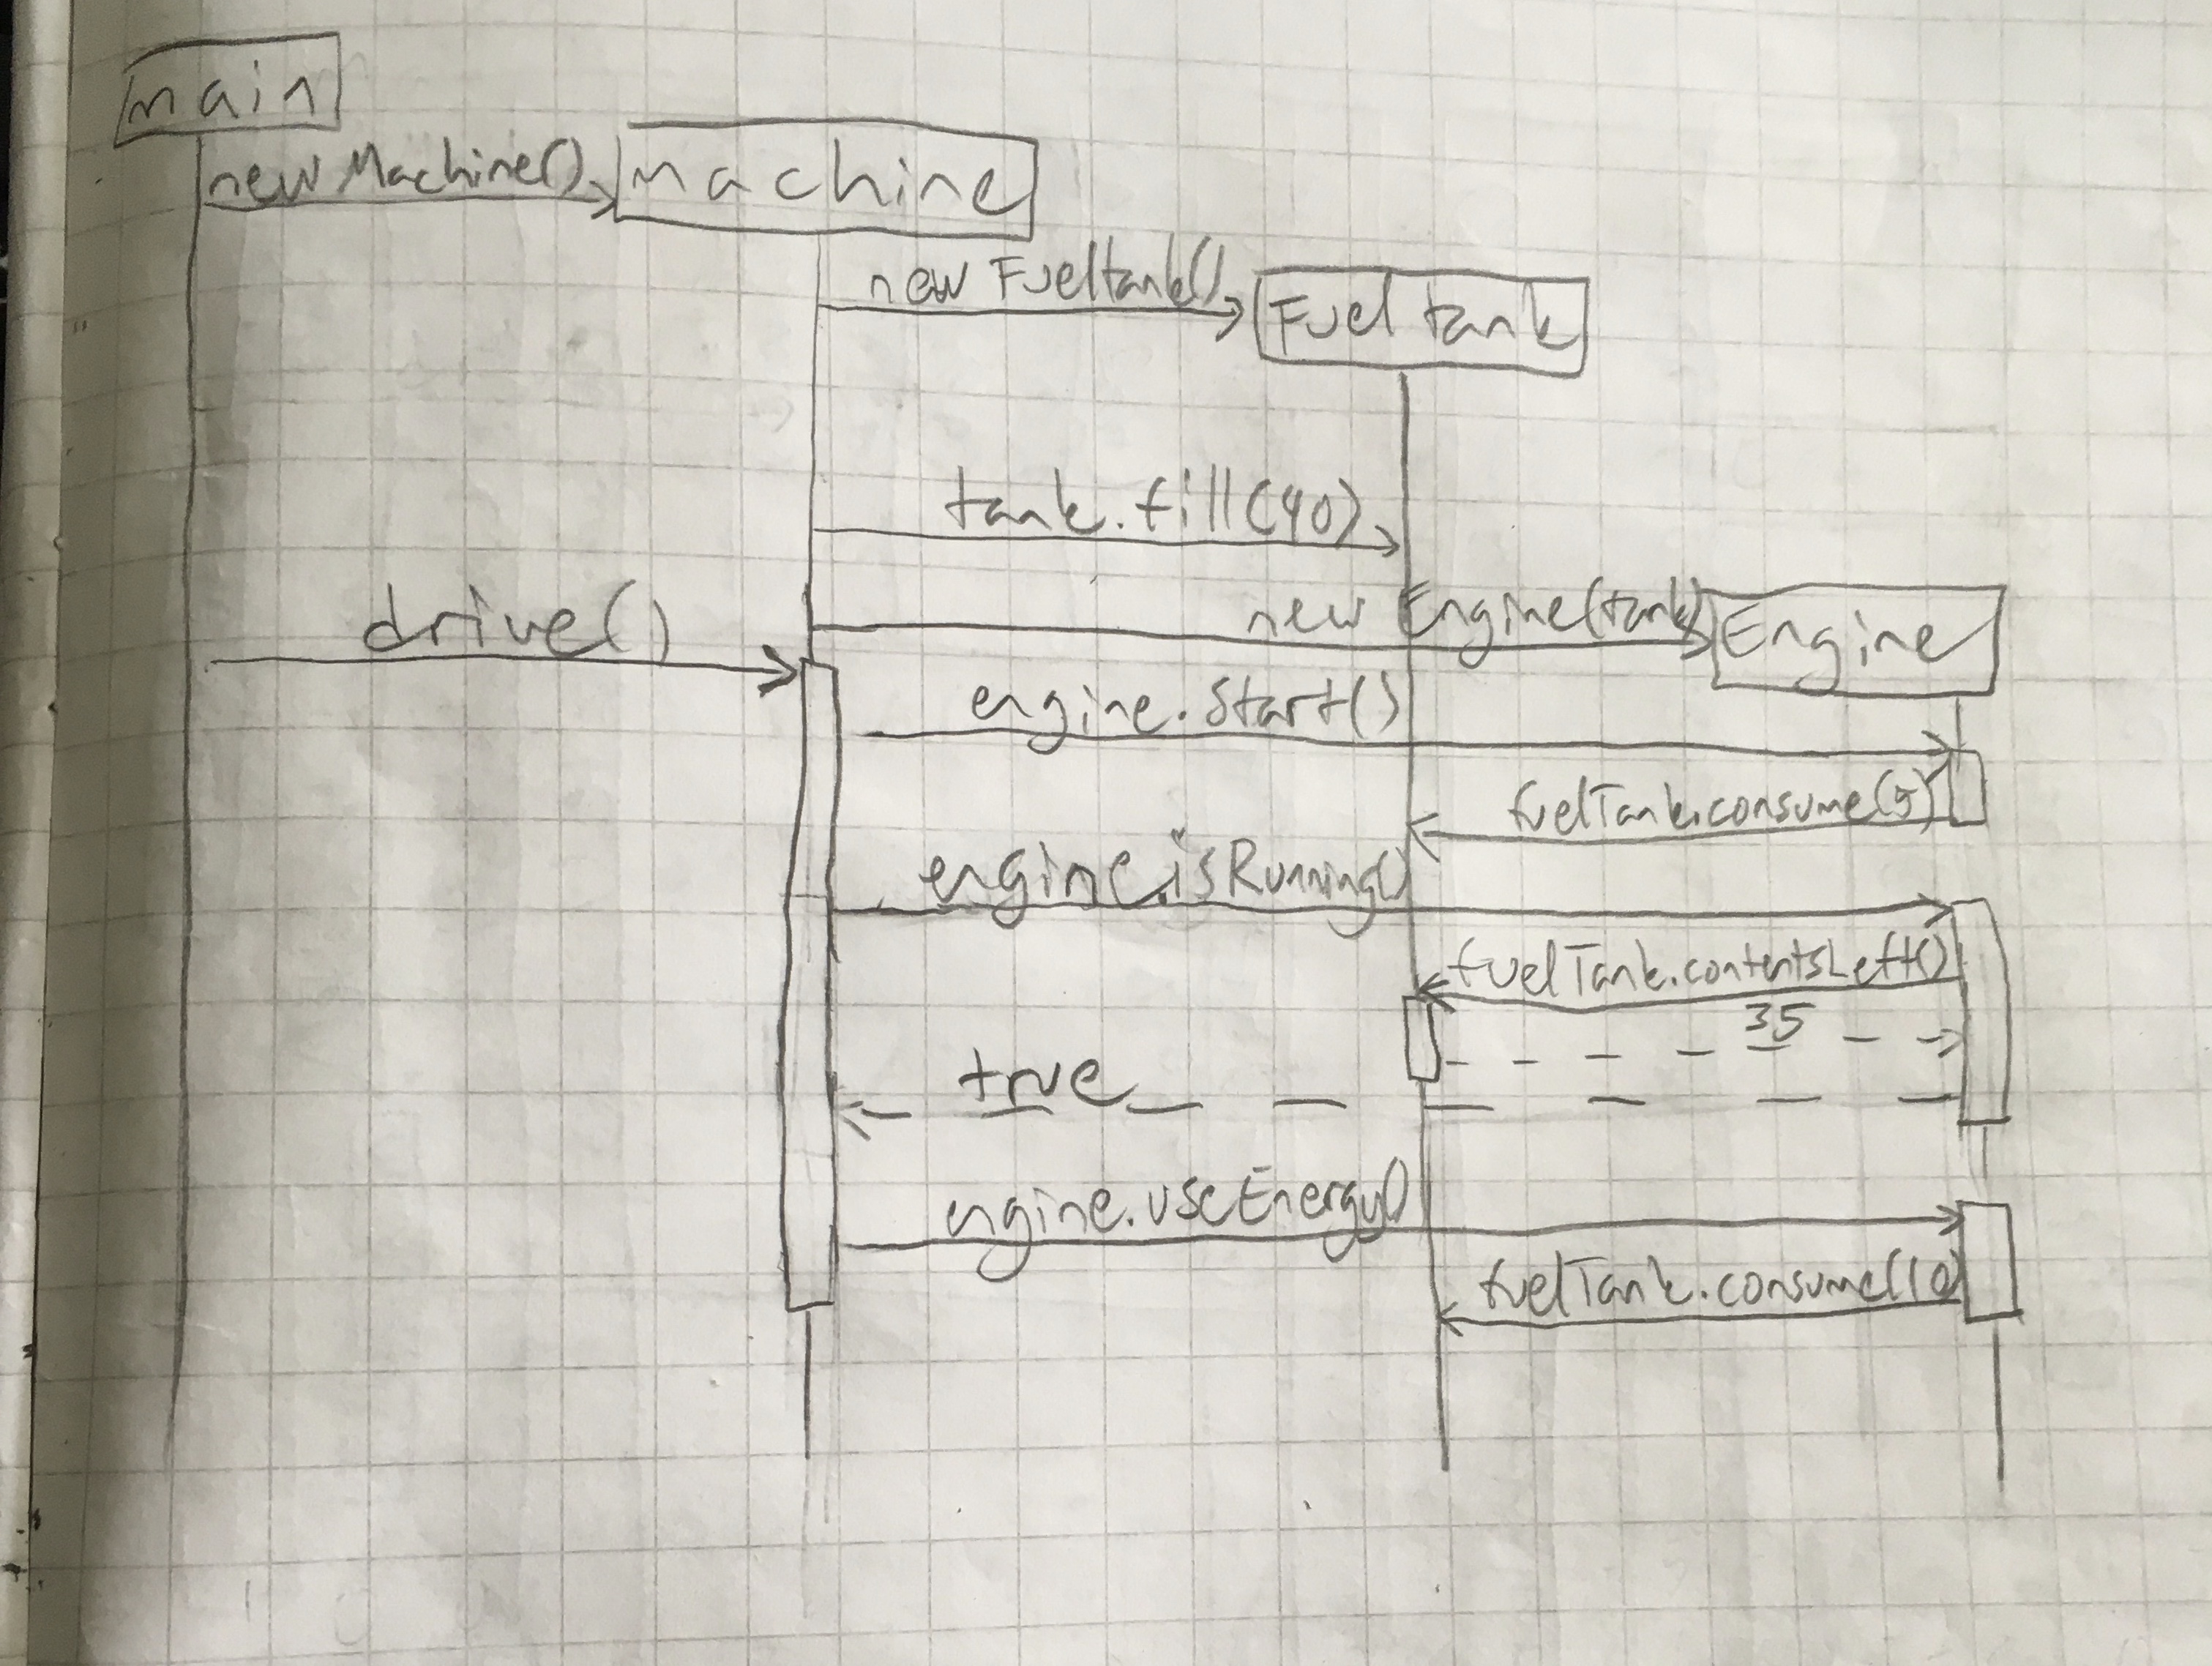 main
new Machine()
machine
new Fueltank()
Fuel tank
tank.fill(40)
new Engine(tank)
Engine
drive()
engine.start()
fuelTank.consume(5)
engine.isRunning()
fuelTank.contentsLeft()
35
true
engine.useEnergy()
fuelTank.consume(10